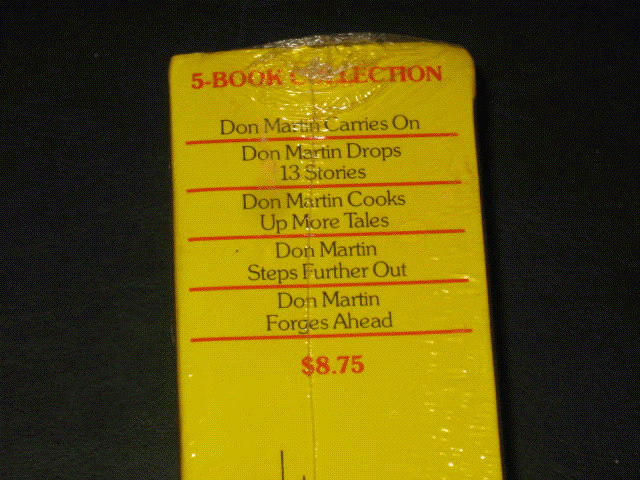 5-BOOK COLLECTION
Don Martin Carries On
Don Martin Drops
13 Stories
Don Martin Cooks
Up More Tales
Don Martin
Steps Further Out
Don Martin
Forges Ahead
$8.75